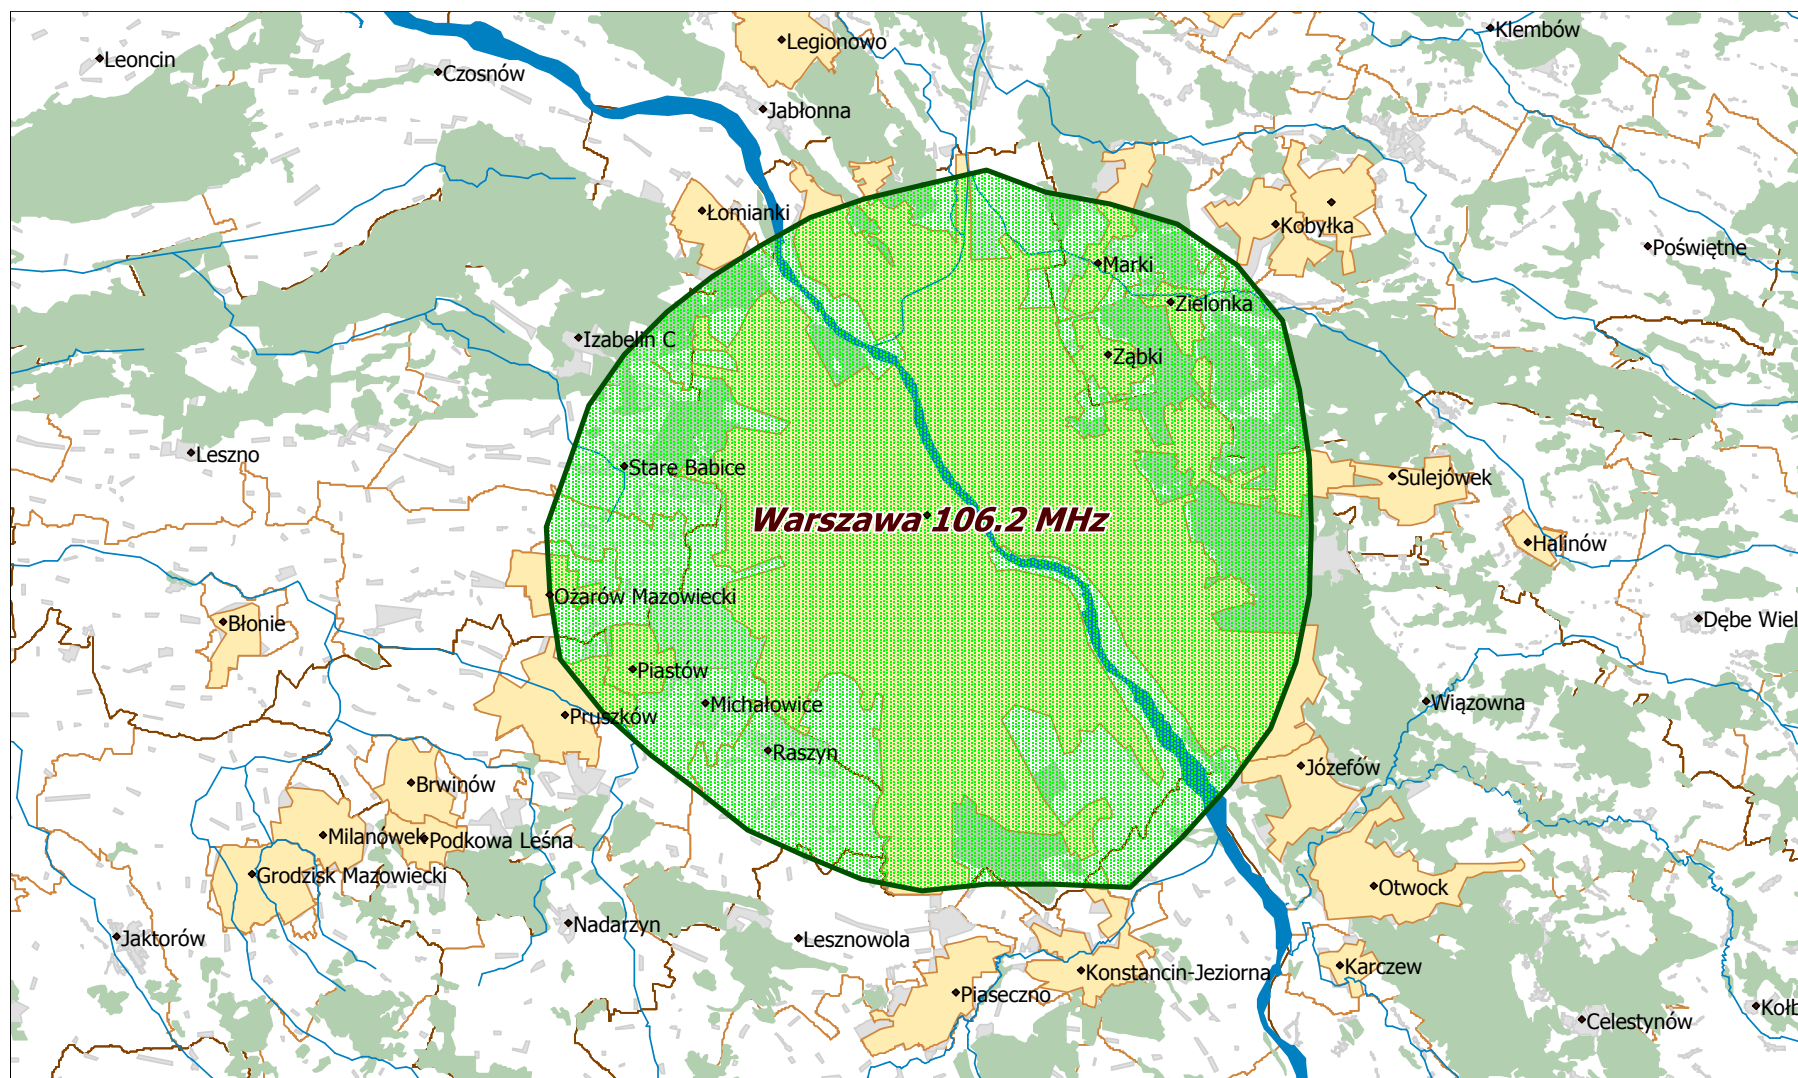 Klembów
Legionowo
Leoncin
Czosnów
Jabłonna
Łomianki
Kobyłka
Poświętne
Marki
Zielonka
Izabelin C
Ząbki
Leszno
Stare Babice
Sulejówek
Warszawa 106.2 MHz
Halinów
Ożarów Mazowiecki
Błonie
Dębe Wiel
Piastów
Michałowice
Wiązowna
Pruszków
Raszyn
Józefów
Brwinów
Milanówek
Podkowa Leśna
Grodzisk Mazowiecki
Otwock
Nadarzyn
Jaktorów
Lesznowola
Karczew
Konstancin-Jeziorna
Piaseczno
Kołb
Celestynów